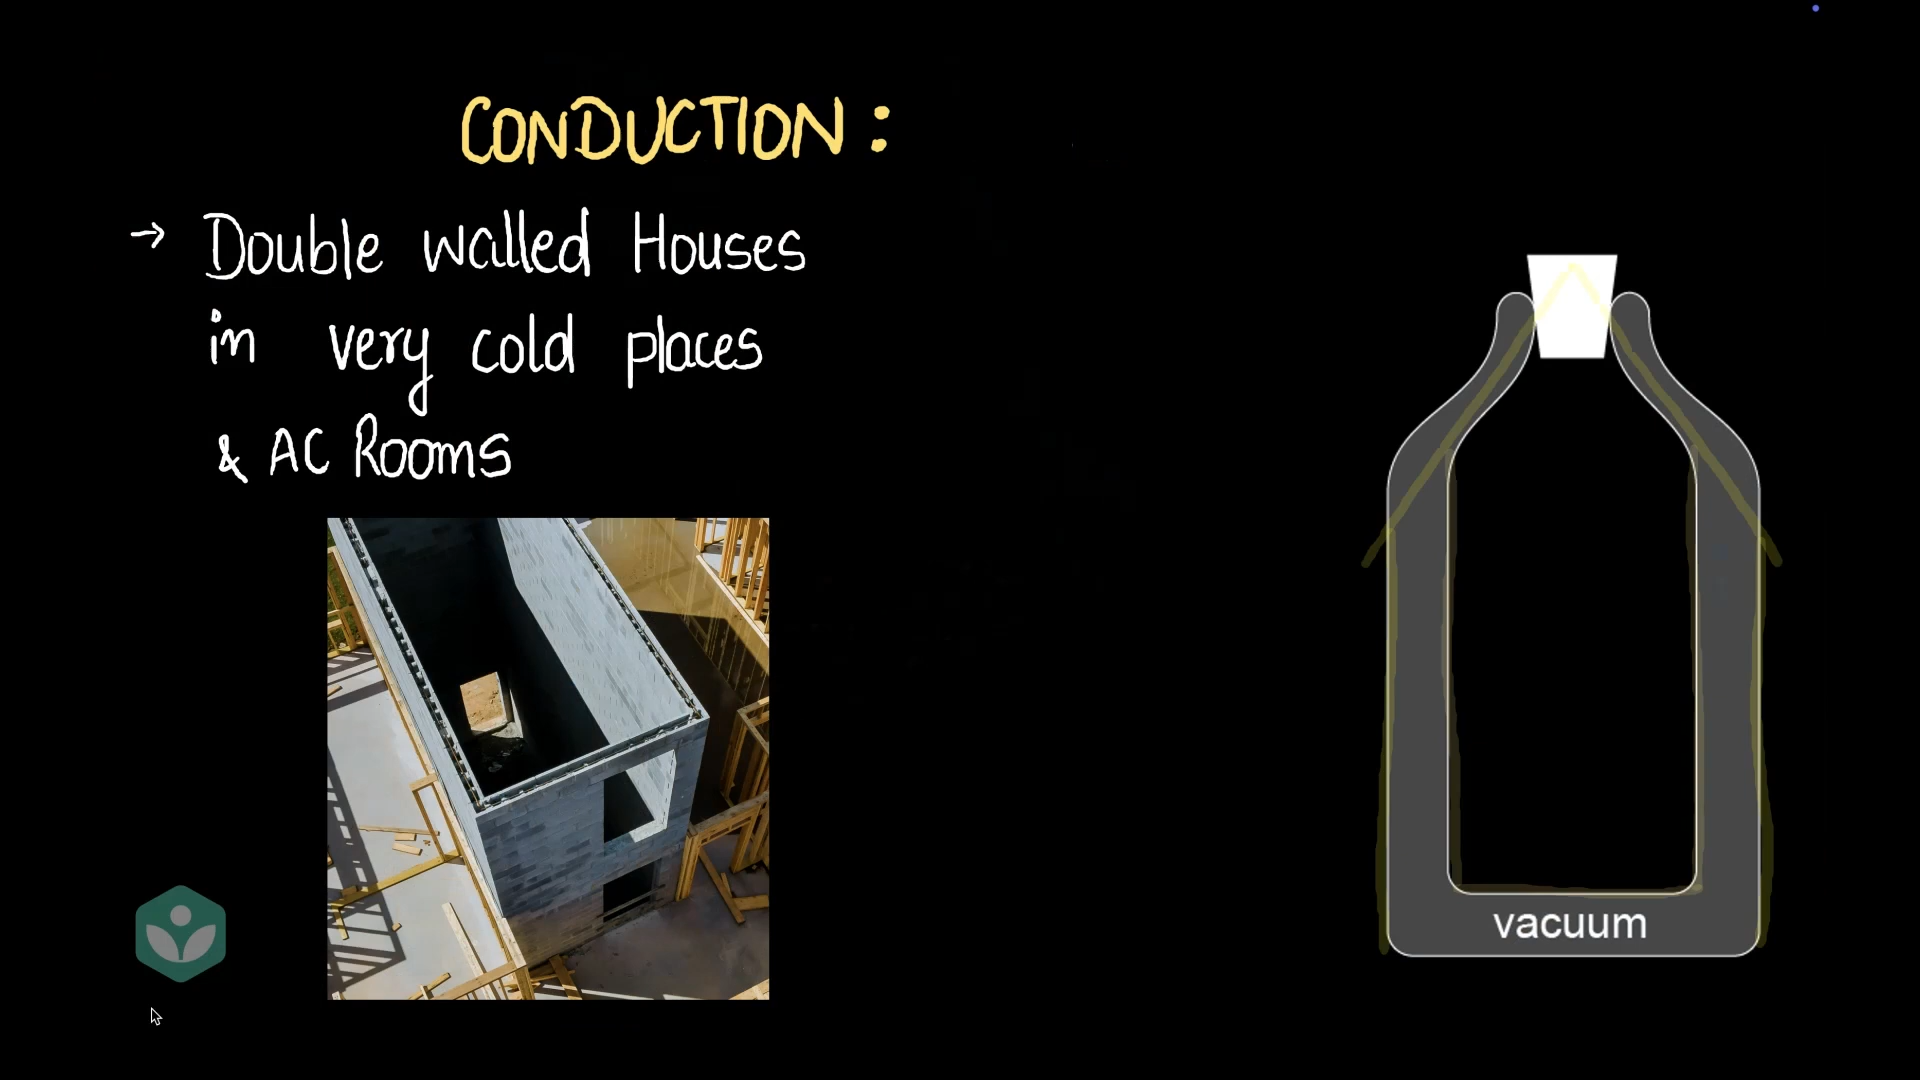 CONDUCTION :
→ Double walled Houses
in very cold places
& AC Rooms
vacuum